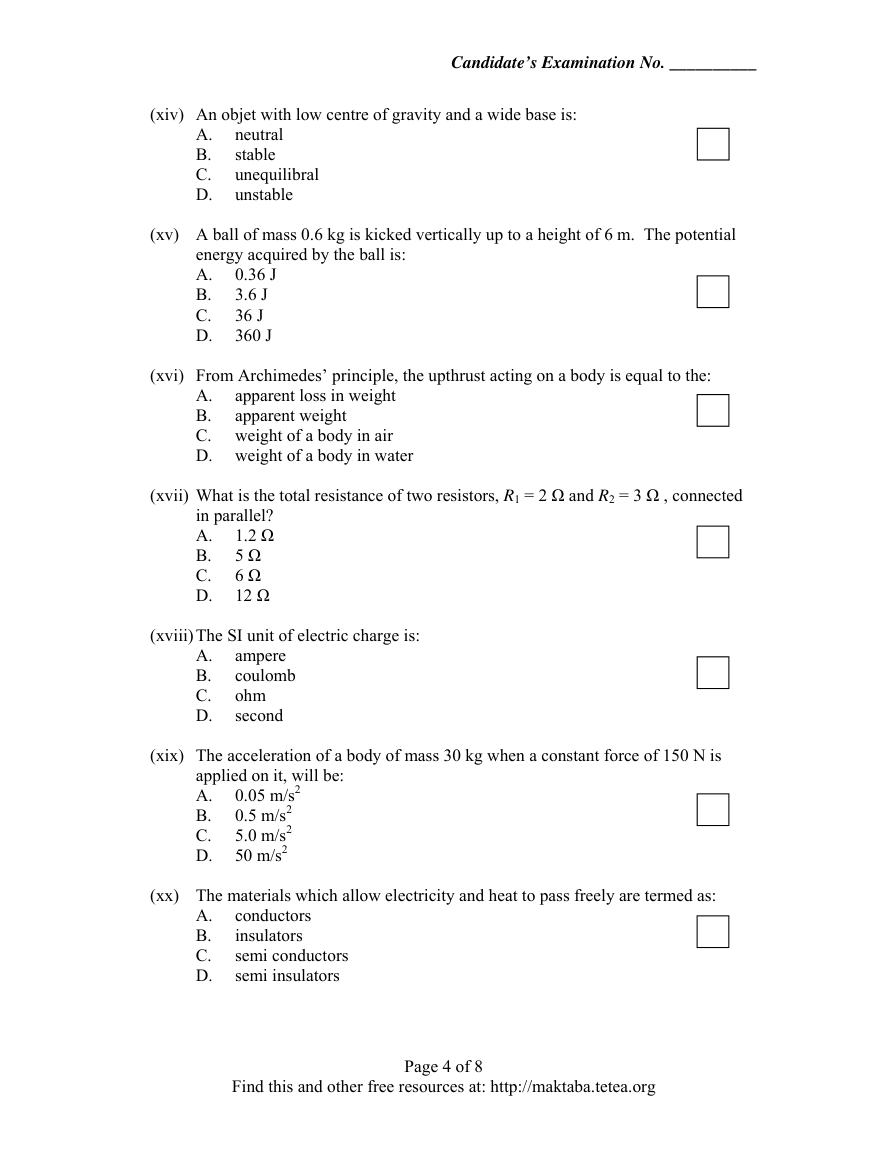 Candidate's Examination No. __________
(xiv) An objet with low centre of gravity and a wide base is:
A. neutral
B. stable
C. unequilibral
D. unstable
(xv) A ball of mass 0.6 kg is kicked vertically up to a height of 6 m. The potential
energy acquired by the ball is:
A. 0.36 J
B. 3.6 J
C. 36 J
D. 360 J
(xvi) From Archimedes' principle, the upthrust acting on a body is equal to the:
A. apparent loss in weight
B. apparent weight
C. weight of a body in air
D. weight of a body in water
(xvii) What is the total resistance of two resistors, R₁ = 2 Ω and R₂ = 3 Ω , connected
in parallel?
A. 1.2 Ω
B. 5 Ω
C. 6 Ω
D. 12 Ω
(xviii) The SI unit of electric charge is:
A. ampere
B. coulomb
C. ohm
D. second
(xix) The acceleration of a body of mass 30 kg when a constant force of 150 N is
applied on it, will be:
A. 0.05 m/s²
B. 0.5 m/s²
C. 5.0 m/s²
D. 50 m/s²
(xx) The materials which allow electricity and heat to pass freely are termed as:
A. conductors
B. insulators
C. semi conductors
D. semi insulators
Page 4 of 8
Find this and other free resources at: http://maktaba.tetea.org